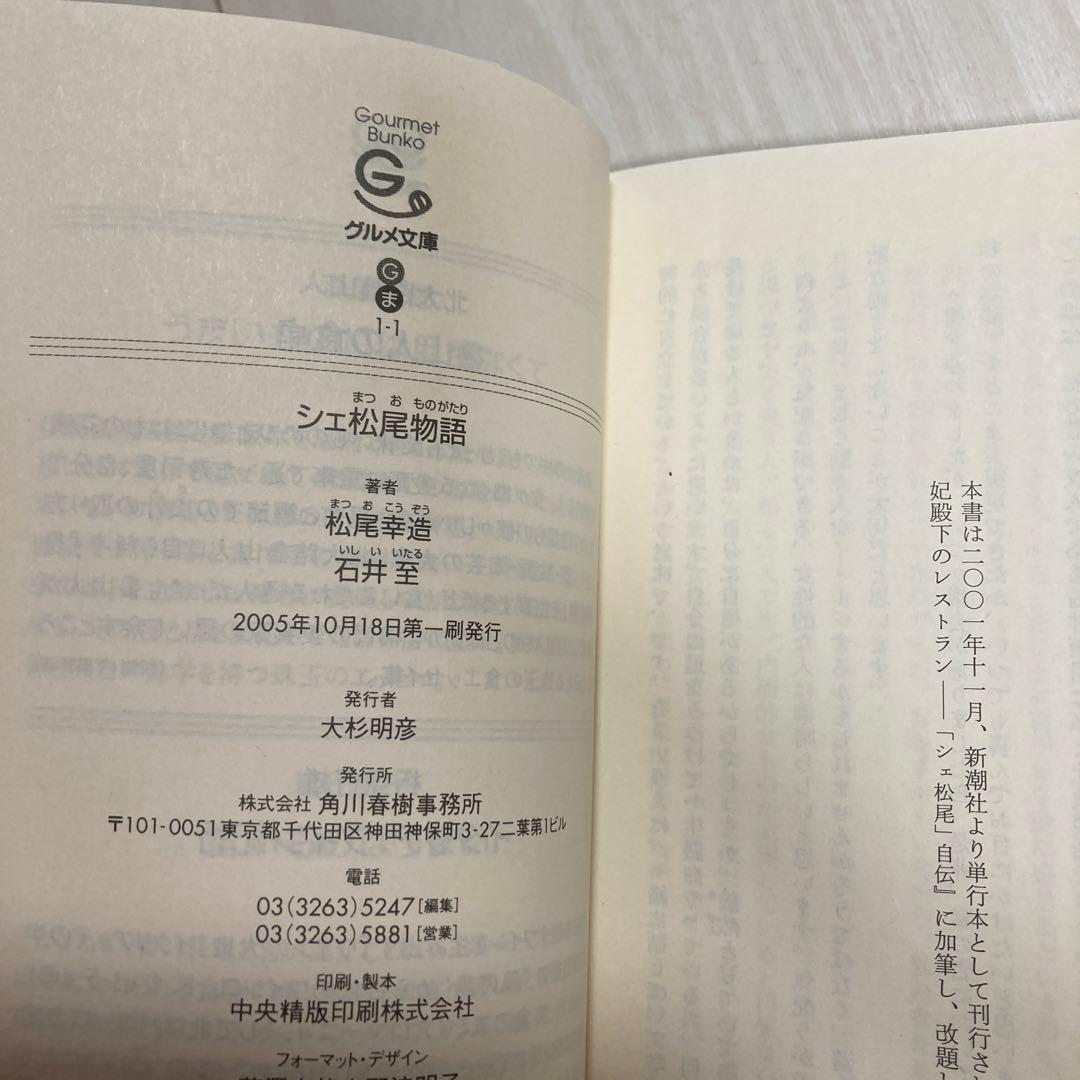 Gourmet
Bunko
G
グルメ文庫
G
ま
1-1
まつ お ものがたり
シェ松尾物語
著者
まつ お こう ぞう
松尾幸造
いし い いたる
石井 至
2005年10月18日第一刷発行
発行者
大杉明彦
発行所
株式会社 角川春樹事務所
〒101-0051東京都千代田区神田神保町3-27二葉第1ビル
電話
03(3263)5247[編集]
03(3263)5881[営業]
印刷・製本
中央精版印刷株式会社
フォーマット・デザイン
本書は二〇〇一年十一月、新潮社より単行本として刊行さ
妃殿下のレストラン――「シェ松尾」自伝』に加筆し、改題